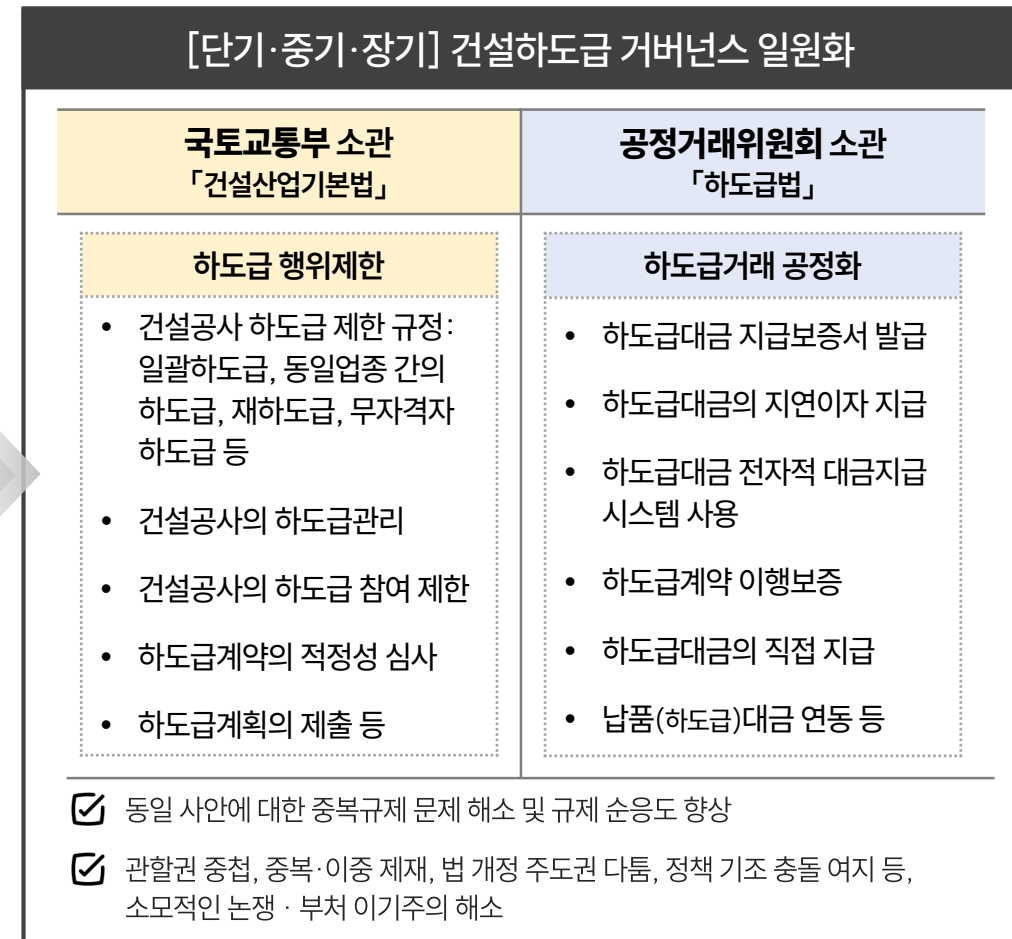 [단기·중기·장기] 건설하도급 거버넌스 일원화
국토교통부 소관
「건설산업기본법」
공정거래위원회 소관
「하도급법」
하도급 행위제한
• 건설공사 하도급 제한 규정:
일괄하도급, 동일업종 간의
하도급, 재하도급, 무자격자
하도급 등
• 건설공사의 하도급관리
• 건설공사의 하도급 참여 제한
• 하도급계약의 적정성 심사
• 하도급계획의 제출 등
하도급거래 공정화
• 하도급대금 지급보증서 발급
• 하도급대금의 지연이자 지급
• 하도급대금 전자적 대금지급
시스템 사용
• 하도급계약 이행보증
• 하도급대금의 직접 지급
• 납품(하도급)대금 연동 등
동일 사안에 대한 중복규제 문제 해소 및 규제 순응도 향상
관할권 중첩, 중복·이중 제재, 법 개정 주도권 다툼, 정책 기조 충돌 여지 등,
소모적인 논쟁 · 부처 이기주의 해소